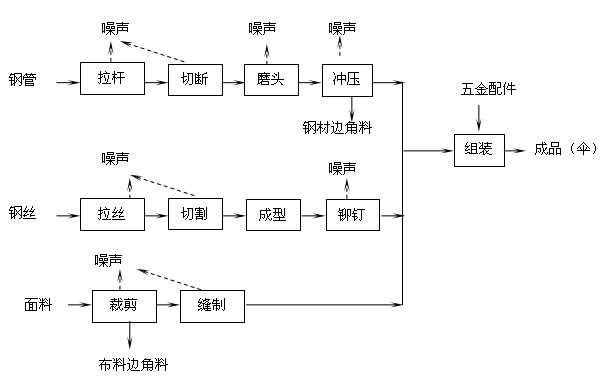 噪声
噪声
噪声
钢管
拉杆
切断
磨头
冲压
五金配件
钢材边角料
组装
成品（伞）
噪声
噪声
钢丝
拉丝
切割
成型
铆钉
噪声
面料
裁剪
缝制
布料边角料